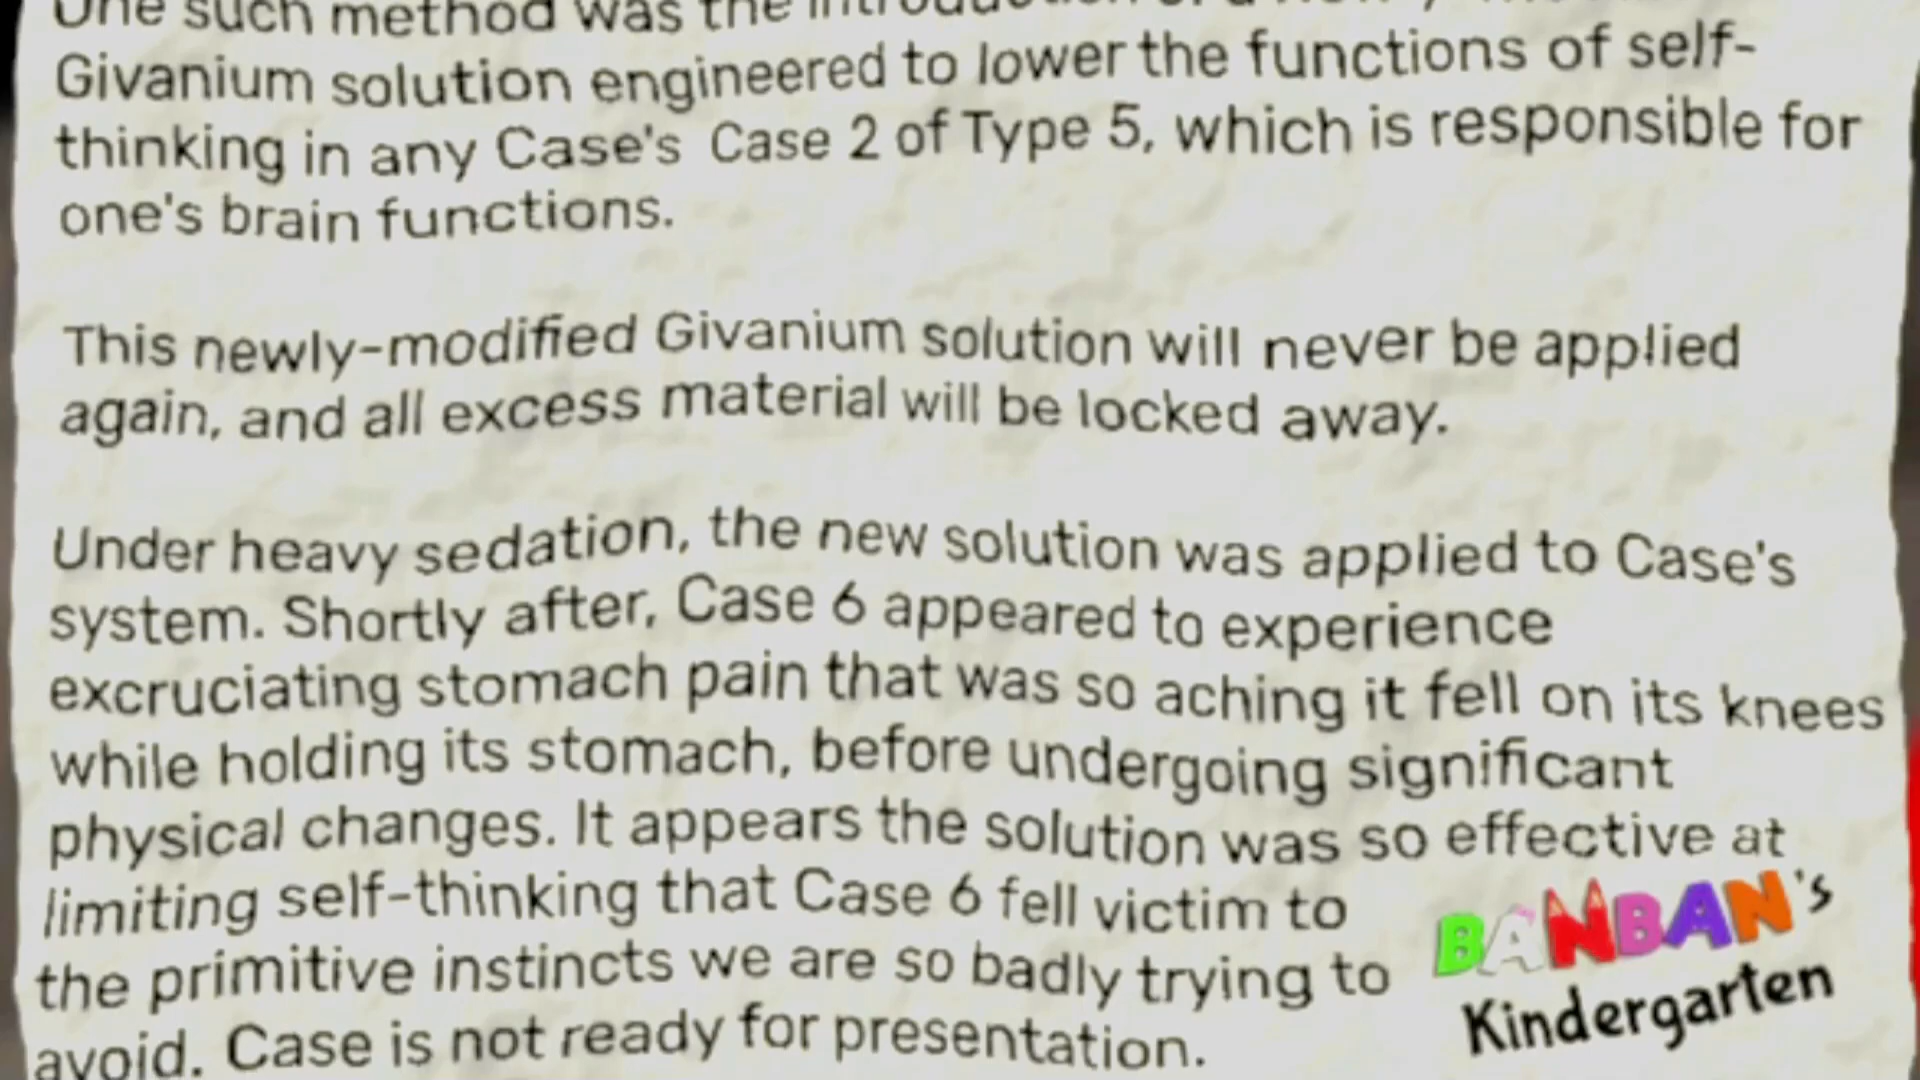 One such method was the
Givanium solution engineered to lower the functions of self-
thinking in any Case's Case 2 of Type 5, which is responsible for
one's brain functions.
This newly-modified Givanium solution will never be applied
again, and all excess material will be locked away.
Under heavy sedation, the new solution was applied to Case's
system. Shortly after, Case 6 appeared to experience
excruciating stomach pain that was so aching it fell on its knees
while holding its stomach, before undergoing significant
physical changes. It appears the solution was so effective at
limiting self-thinking that Case 6 fell victim to
the primitive instincts we are so badly trying to
avoid. Case is not ready for presentation.
BANBAN's
Kindergarten